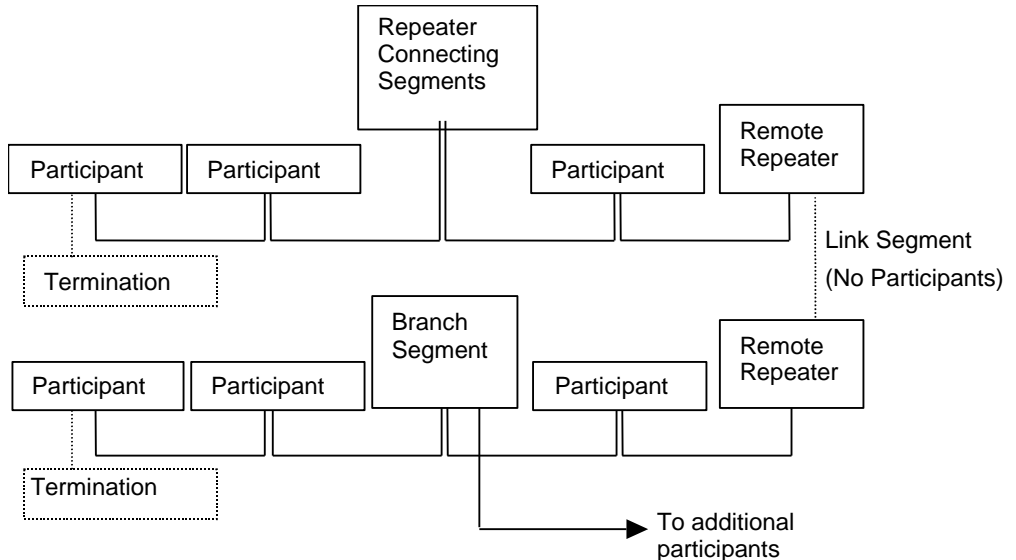 Repeater
Connecting
Segments
Remote
Repeater
Participant
Participant
Participant
Link Segment
(No Participants)
Termination
Branch
Segment
Remote
Repeater
Participant
Participant
Participant
Termination
To additional
participants